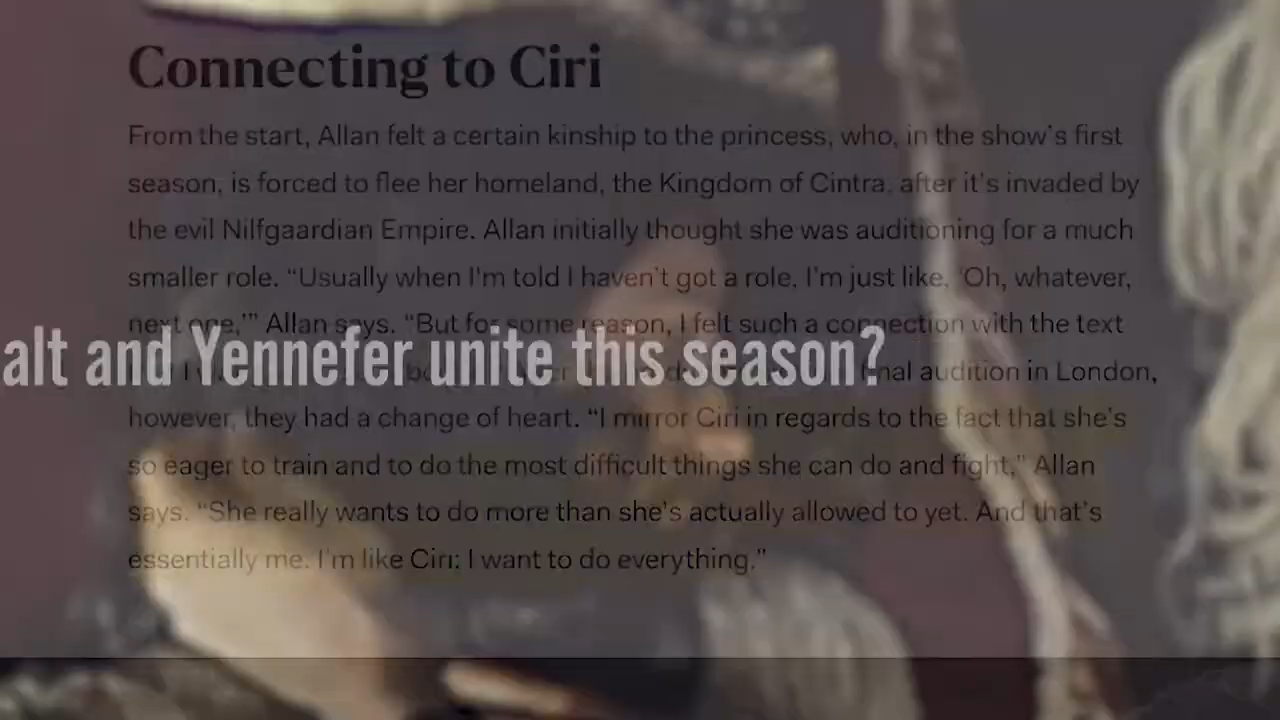 Connecting to Ciri
From the start, Allan felt a certain kinship to the princess, who, in the show's first
season, is forced to flee her homeland, the Kingdom of Cintra, after it's invaded by
the evil Nilfgaardian Empire. Allan initially thought she was auditioning for a much
smaller role. “Usually when I'm told I haven't got a role, I'm just like, ‘Oh, whatever,
next one,’” Allan says. “But for some reason, I felt such a connection with the text
alt and Yennefer unite this season?
final audition in London,
however, they had a change of heart. “I mirror Ciri in regards to the fact that she's
so eager to train and to do the most difficult things she can do and fight,” Allan
says. “She really wants to do more than she's actually allowed to yet. And that's
essentially me. I'm like Ciri: I want to do everything.”